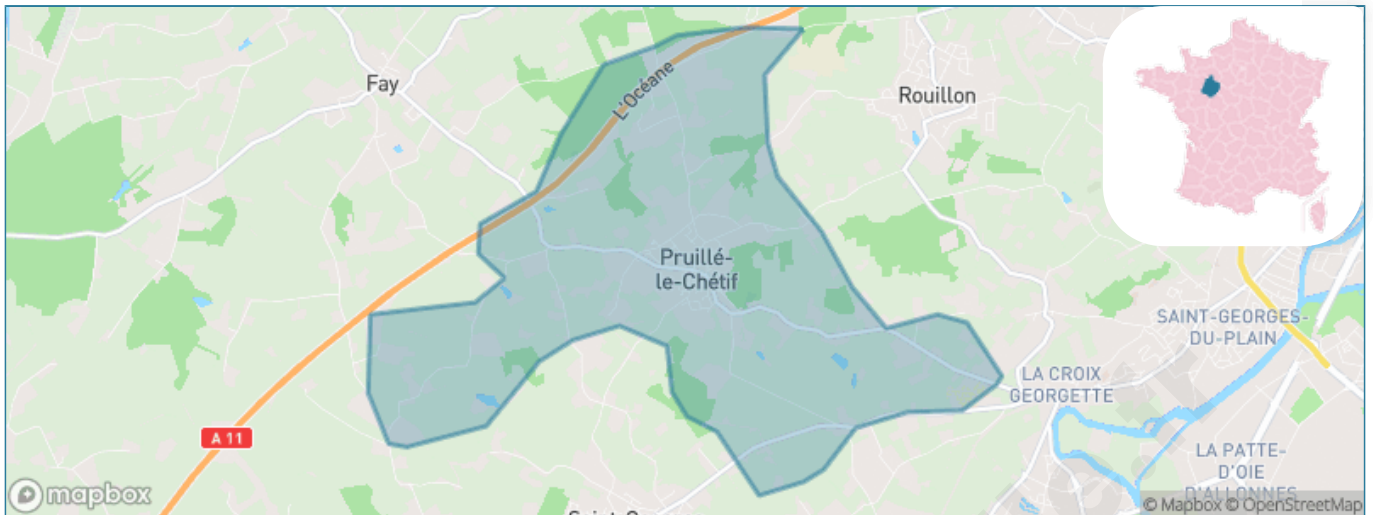 Fay
L'Océane
Rouillon
Pruillé-
le-Chétif
SAINT-GEORGES-
DU-PLAIN
LA CROIX
GEORGETTE
A 11
LA PATTE-
D'OIE
D'ALLONNES
mapbox
© Mapbox © OpenStreetMap